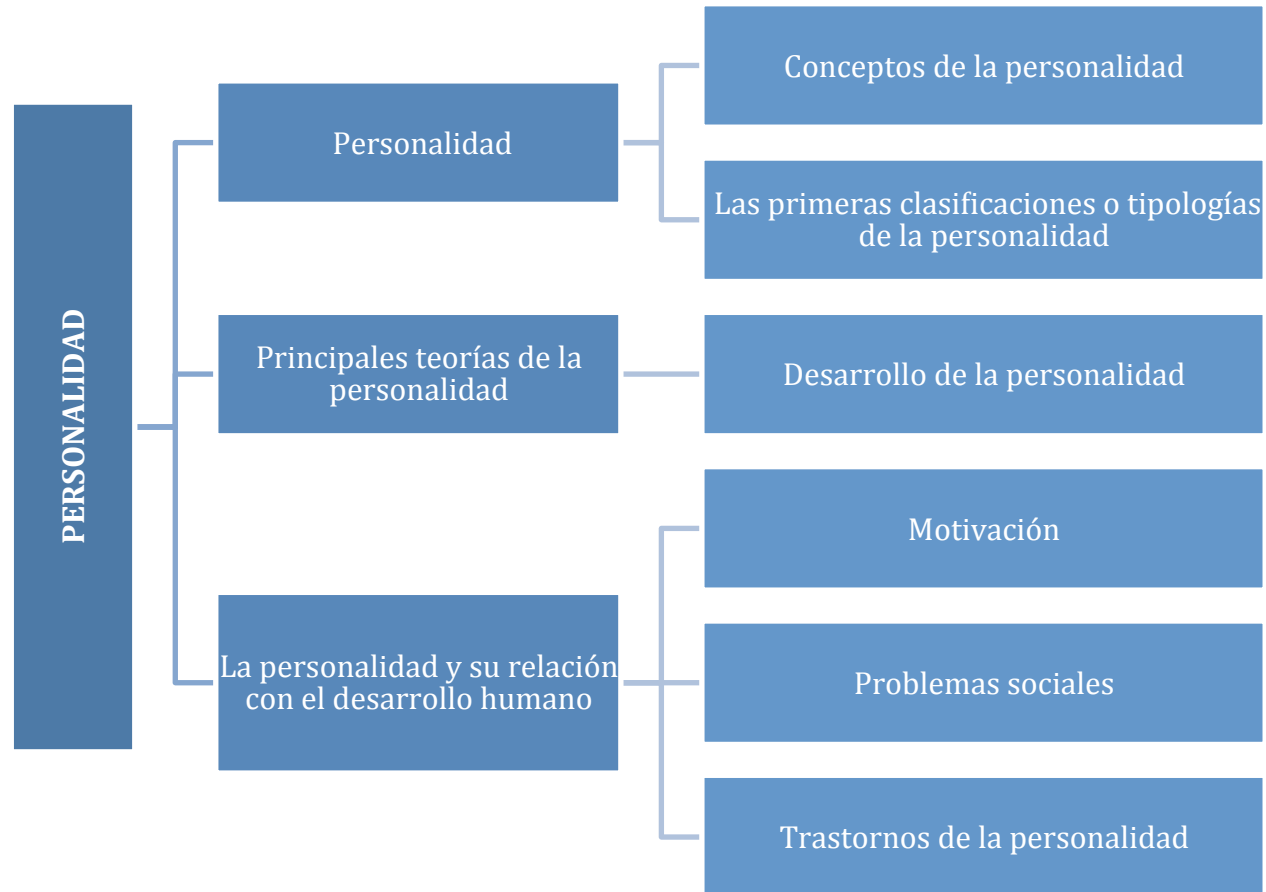 PERSONALIDAD
Personalidad
Conceptos de la personalidad
Las primeras clasificaciones o tipologías
de la personalidad
Principales teorías de la
personalidad
Desarrollo de la personalidad
La personalidad y su relación
con el desarrollo humano
Motivación
Problemas sociales
Trastornos de la personalidad